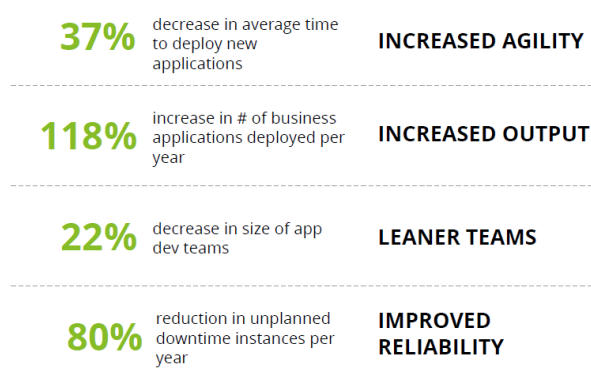 37%
decrease in average time
to deploy new
applications
INCREASED AGILITY
118%
increase in # of business
applications deployed per
year
INCREASED OUTPUT
22%
decrease in size of app
dev teams
LEANER TEAMS
80%
reduction in unplanned
downtime instances per
year
IMPROVED
RELIABILITY